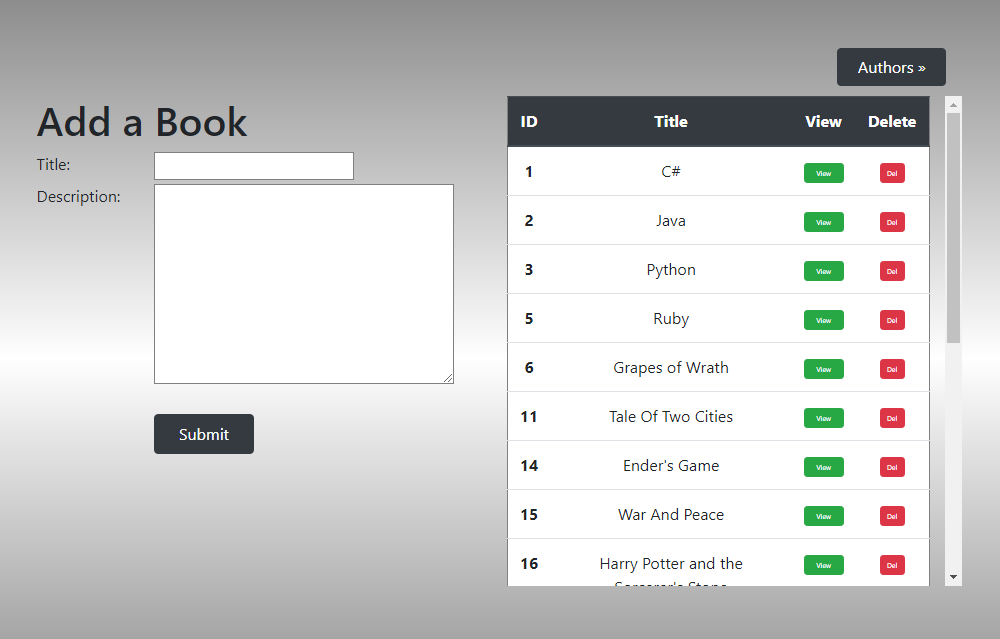 Authors »
Add a Book
Title:
Description:
Submit
ID Title View Delete
1 C# View Del
2 Java View Del
3 Python View Del
5 Ruby View Del
6 Grapes of Wrath View Del
11 Tale Of Two Cities View Del
14 Ender's Game View Del
15 War And Peace View Del
16 Harry Potter and the View Del
Sorcerer's Stone